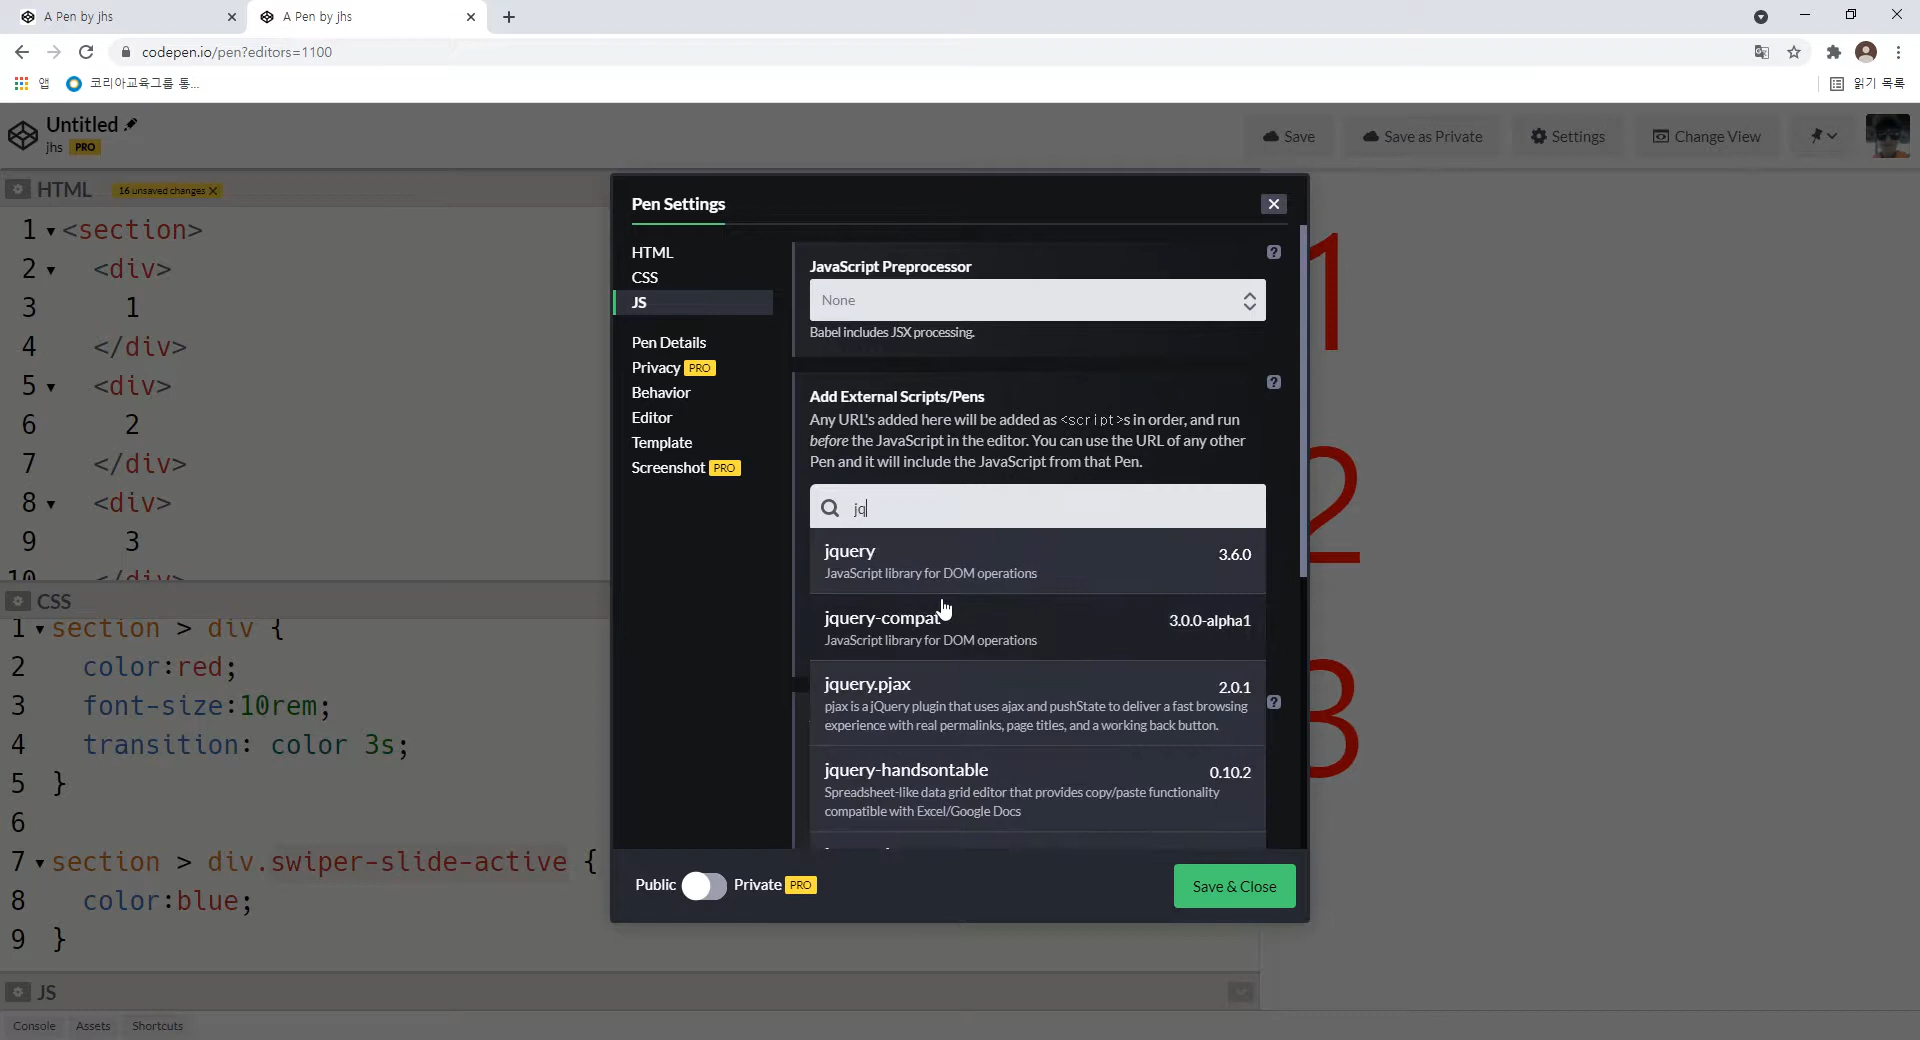 A Pen by jhs
A Pen by jhs
codepen.io/pen?editors=1100
앱
코리아교육그룹 통...
읽기 목록
Untitled
jhs PRO
Save
Save as Private
Settings
Change View
HTML
16 unsaved changes X
1 <section>
2 <div>
3 1
4 </div>
5 <div>
6 2
7 </div>
8 <div>
9 3
10 </div>
CSS
1 section > div {
2 color:red;
3 font-size:10rem;
4 transition: color 3s;
5 }
6
7 section > div.swiper-slide-active {
8 color:blue;
9 }
JS
Console
Assets
Shortcuts
Pen Settings
HTML
CSS
JS
Pen Details
Privacy PRO
Behavior
Editor
Template
Screenshot PRO
JavaScript Preprocessor
?
None
Babel includes JSX processing.
Add External Scripts/Pens
?
Any URL's added here will be added as <script>s in order, and run
before the JavaScript in the editor. You can use the URL of any other
Pen and it will include the JavaScript from that Pen.
jq
jquery
3.6.0
JavaScript library for DOM operations
jquery-compat
3.0.0-alpha1
JavaScript library for DOM operations
jquery.pjax
2.0.1
?
pjax is a jQuery plugin that uses ajax and pushState to deliver a fast browsing
experience with real permalinks, page titles, and a working back button.
jquery-handsontable
0.10.2
Spreadsheet-like data grid editor that provides copy/paste functionality
compatible with Excel/Google Docs
Public
Private PRO
Save & Close
1
2
3